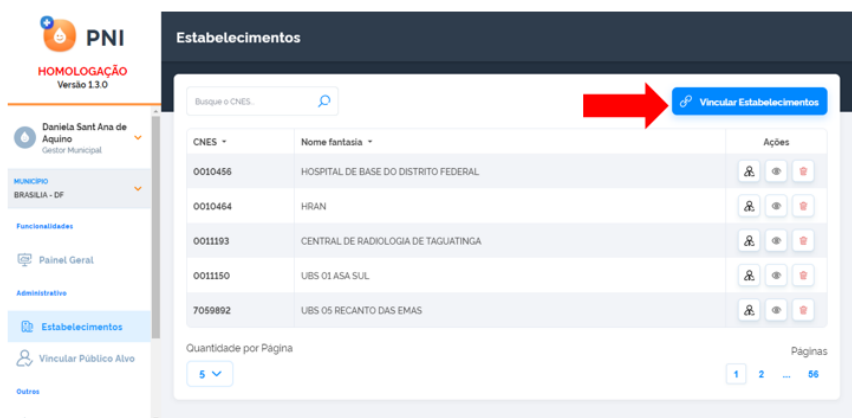 PNI
HOMOLOGAÇÃO
Versão 1.3.0
Daniela Sant Ana de
Aquino
Gestor Municipal
MUNICÍPIO
BRASILIA - DF
Funcionalidades
Painel Geral
Administrativo
Estabelecimentos
Vincular Público Alvo
Outros
Estabelecimentos
Busque o CNES..
Vincular Estabelecimentos
CNES Nome fantasia Ações
0010456 HOSPITAL DE BASE DO DISTRITO FEDERAL
0010464 HRAN
0011193 CENTRAL DE RADIOLOGIA DE TAGUATINGA
0011150 UBS 01 ASA SUL
7059892 UBS 05 RECANTO DAS EMAS
Quantidade por Página
5
Páginas
1 2 ... 56